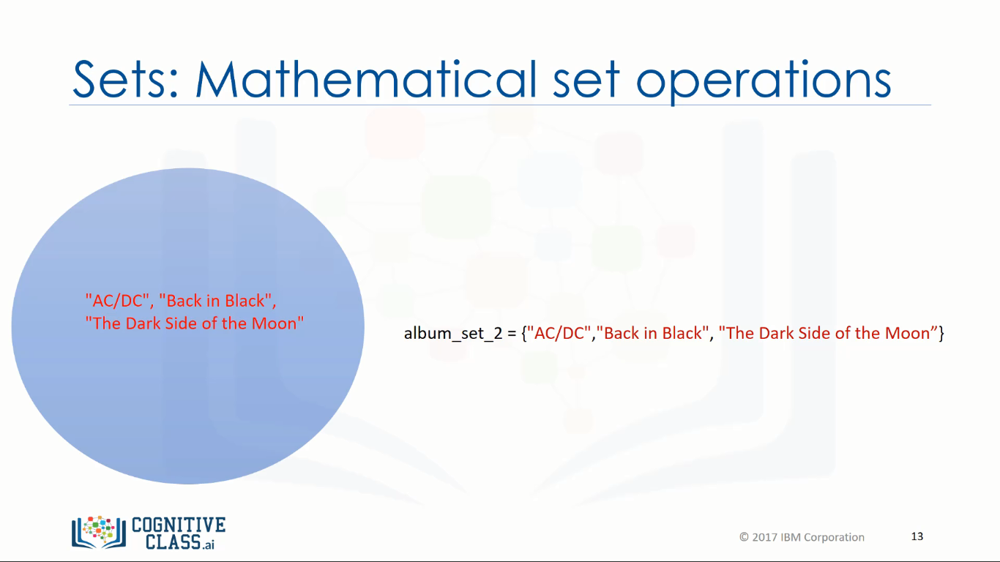 Sets: Mathematical set operations
"AC/DC", "Back in Black",
"The Dark Side of the Moon"
album_set_2 = {"AC/DC","Back in Black", "The Dark Side of the Moon”}
COGNITIVE
CLASS.ai
© 2017 IBM Corporation
13